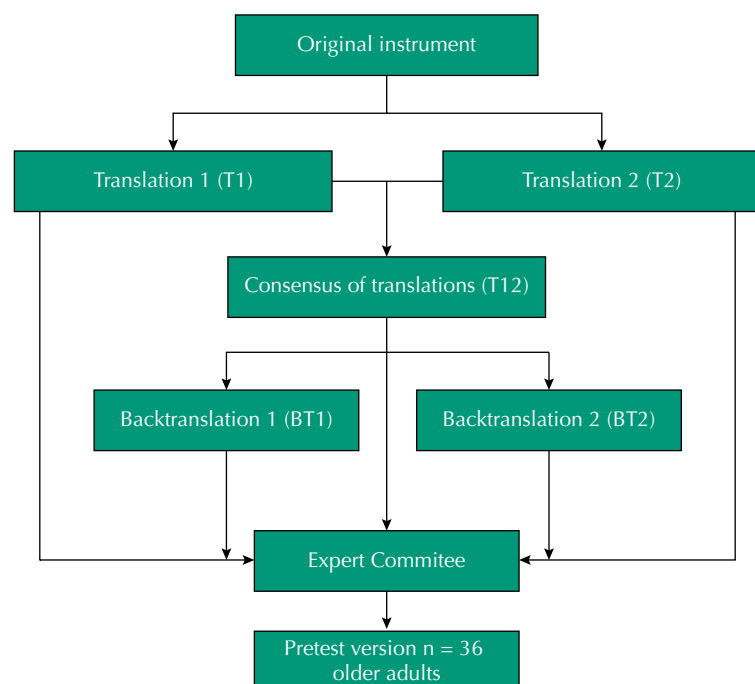 Original instrument
Translation 1 (T1)
Translation 2 (T2)
Consensus of translations (T12)
Backtranslation 1 (BT1)
Backtranslation 2 (BT2)
Expert Commitee
Pretest version n = 36
older adults